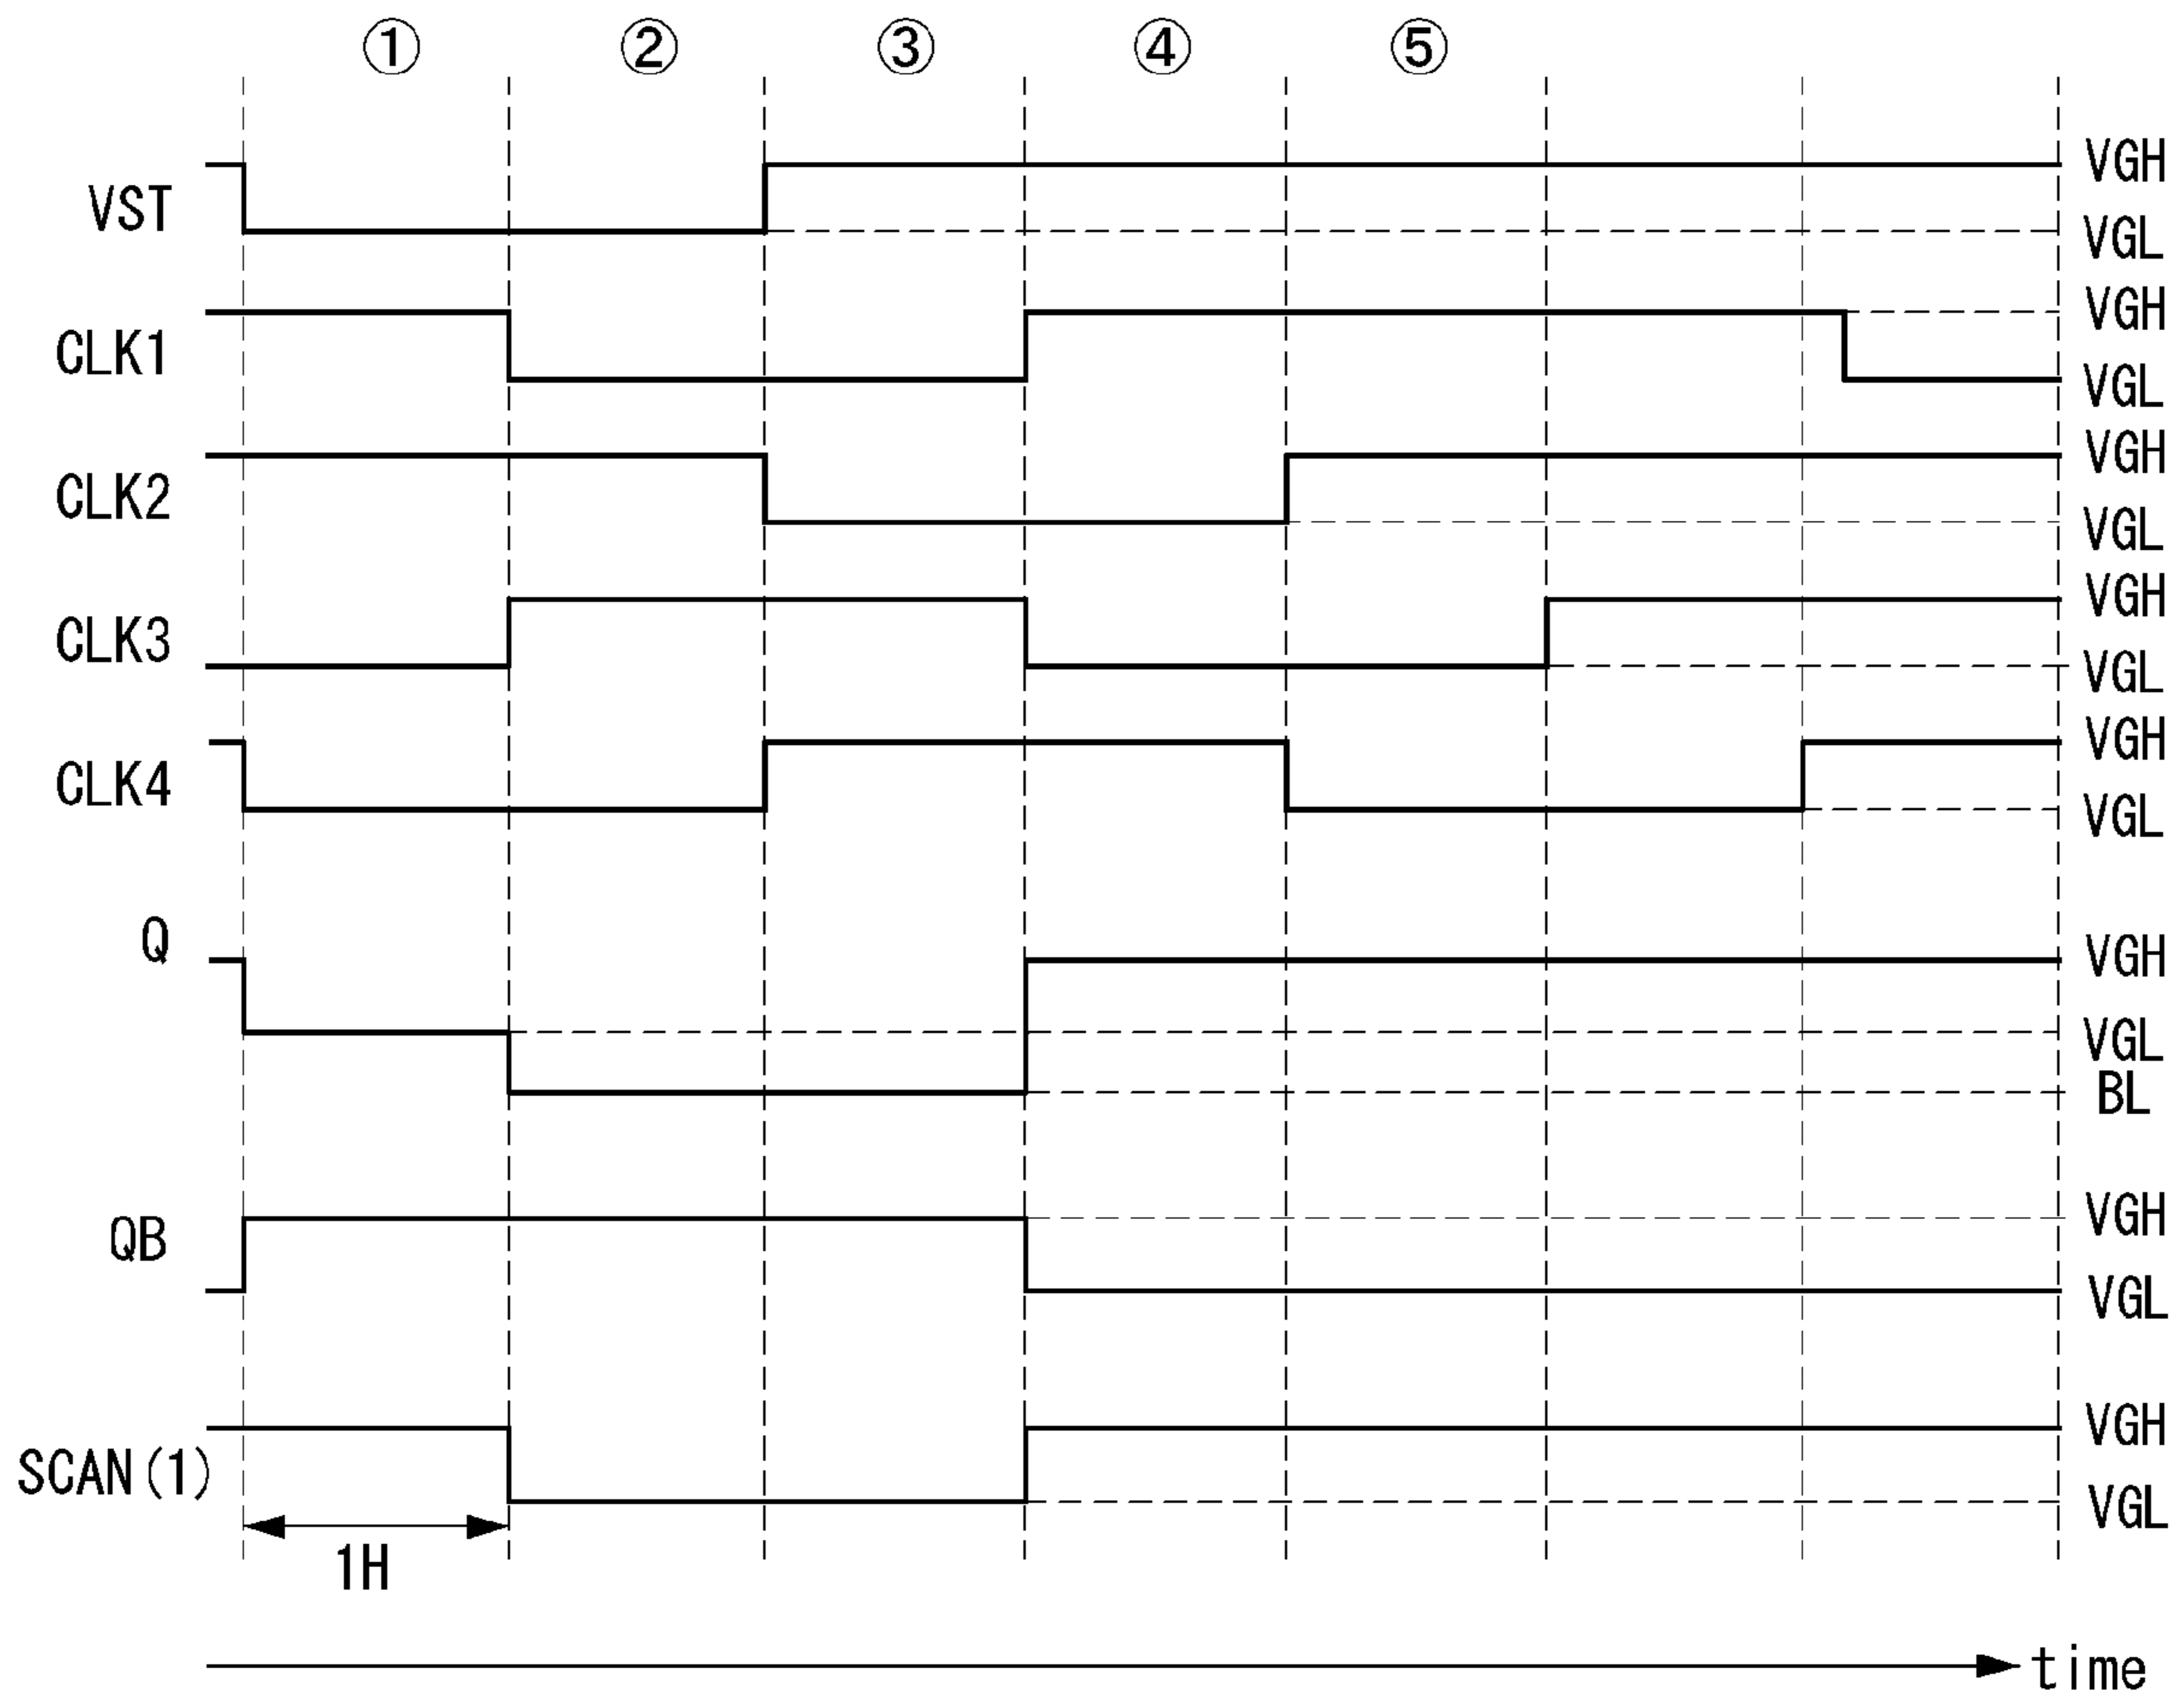 ① ② ③ ④ ⑤
VST VGH
VGL
CLK1 VGH
VGL
CLK2 VGH
VGL
CLK3 VGH
VGL
CLK4 VGH
VGL
Q VGH
VGL
BL
QB VGH
VGL
SCAN(1) VGH
VGL
1H
time